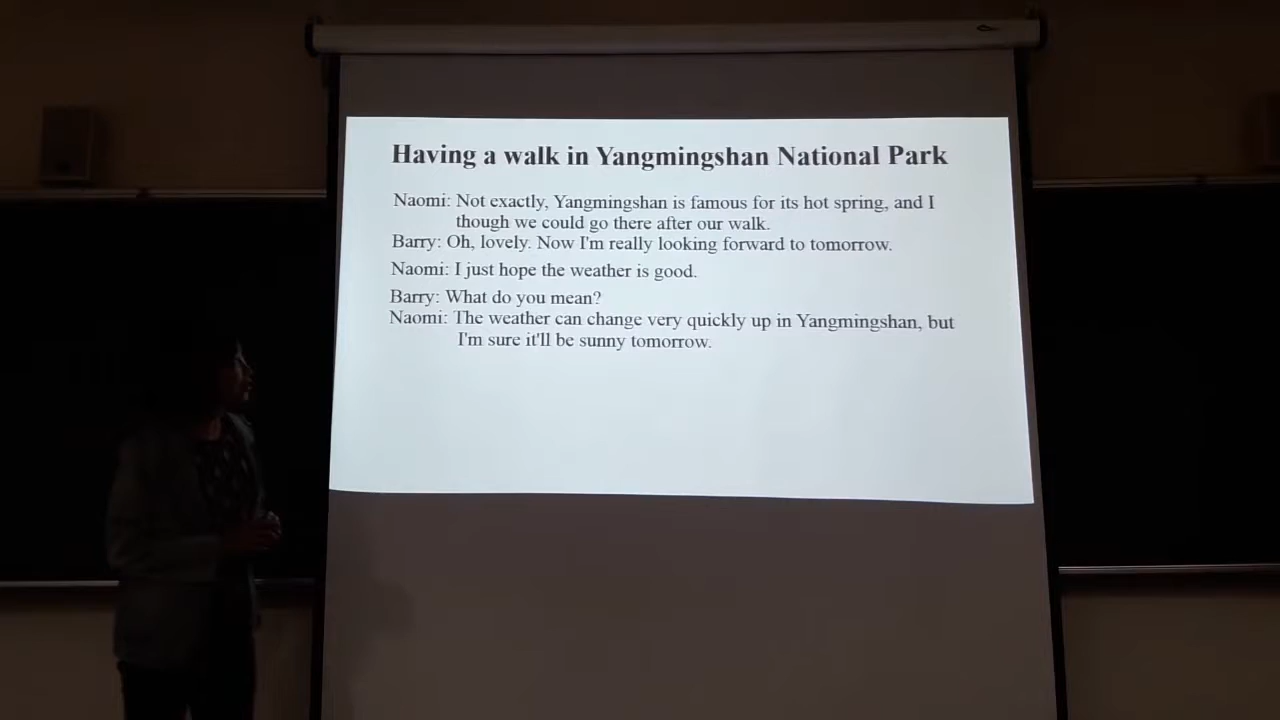 Having a walk in Yangmingshan National Park
Naomi: Not exactly, Yangmingshan is famous for its hot spring, and I
though we could go there after our walk.
Barry: Oh, lovely. Now I'm really looking forward to tomorrow.
Naomi: I just hope the weather is good.
Barry: What do you mean?
Naomi: The weather can change very quickly up in Yangmingshan, but
I'm sure it'll be sunny tomorrow.